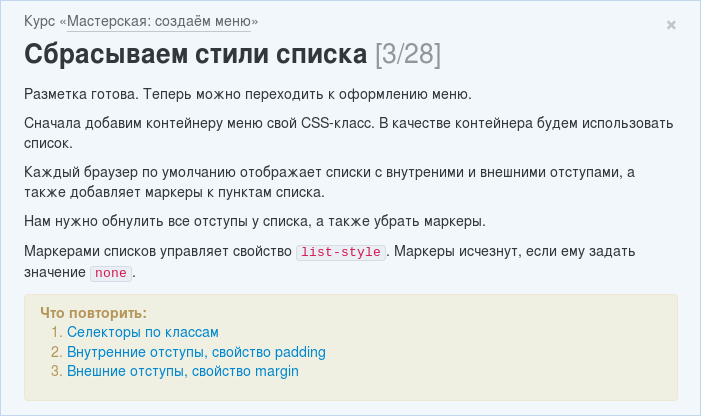 Курс «Мастерская: создаём меню»
×
Сбрасываем стили списка [3/28]
Разметка готова. Теперь можно переходить к оформлению меню.
Сначала добавим контейнеру меню свой CSS-класс. В качестве контейнера будем использовать
список.
Каждый браузер по умолчанию отображает списки с внутреними и внешними отступами, а
также добавляет маркеры к пунктам списка.
Нам нужно обнулить все отступы у списка, а также убрать маркеры.
Маркерами списков управляет свойство list-style. Маркеры исчезнут, если ему задать
значение none.
Что повторить:
1. Селекторы по классам
2. Внутренние отступы, свойство padding
3. Внешние отступы, свойство margin